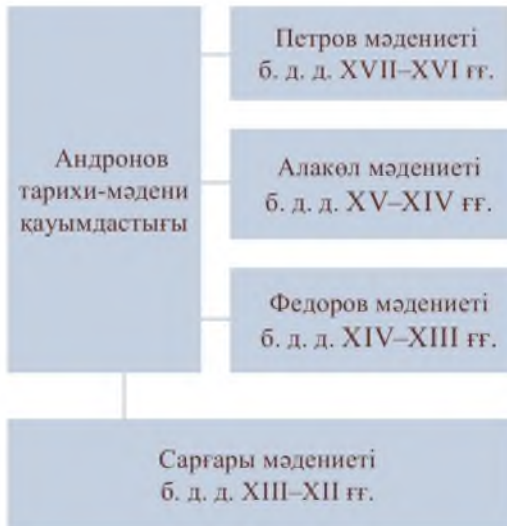 Андронов
тарихи-мәдени
қауымдастығы
Петров мәдениеті
б. д. д. XVII–XVI ғғ.
Алакөл мәдениеті
б. д. д. XV–XIV ғғ.
Федоров мәдениеті
б. д. д. XIV–XIII ғғ.
Сарғары мәдениеті
б. д. д. XIII–XII ғғ.